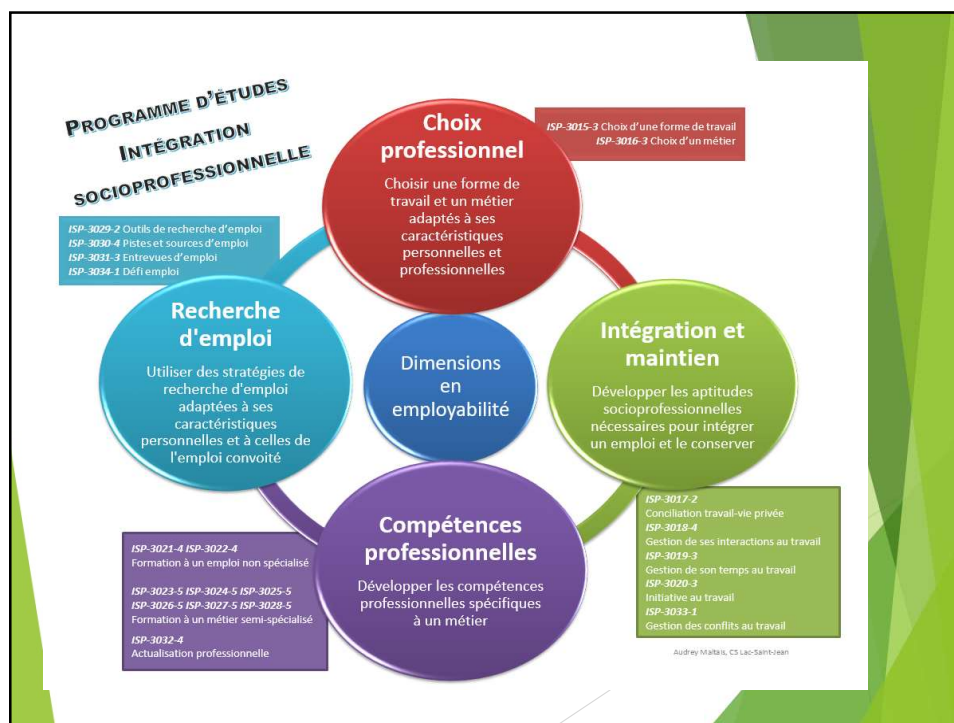 PROGRAMME D'ÉTUDES
INTÉGRATION
SOCIOPROFESSIONNELLE
Choix
professionnel
Choisir une forme de
travail et un métier
adaptés à ses
caractéristiques
personnelles et
professionnelles
ISP-3015-3 Choix d'une forme de travail
ISP-3016-3 Choix d'un métier
ISP-3029-2 Outils de recherche d'emploi
ISP-3030-4 Pistes et sources d'emploi
ISP-3031-3 Entrevues d'emploi
ISP-3034-1 Défi emploi
Recherche
d'emploi
Utiliser des stratégies de
recherche d'emploi
adaptées à ses
caractéristiques
personnelles et à celles de
l'emploi convoité
Dimensions
en
employabilité
Intégration et
maintien
Développer les aptitudes
socioprofessionnelles
nécessaires pour intégrer
un emploi et le conserver
Compétences
professionnelles
Développer les compétences
professionnelles spécifiques
à un métier
ISP-3021-4 ISP-3022-4
Formation à un emploi non spécialisé
ISP-3023-5 ISP-3024-5 ISP-3025-5
ISP-3026-5 ISP-3027-5 ISP-3028-5
Formation à un métier semi-spécialisé
ISP-3032-4
Actualisation professionnelle
ISP-3017-2
Conciliation travail-vie privée
ISP-3018-4
Gestion de ses interactions au travail
ISP-3019-3
Gestion de son temps au travail
ISP-3020-3
Initiative au travail
ISP-3033-1
Gestion des conflits au travail
Audrey Maltais, CS Lac-Saint-Jean